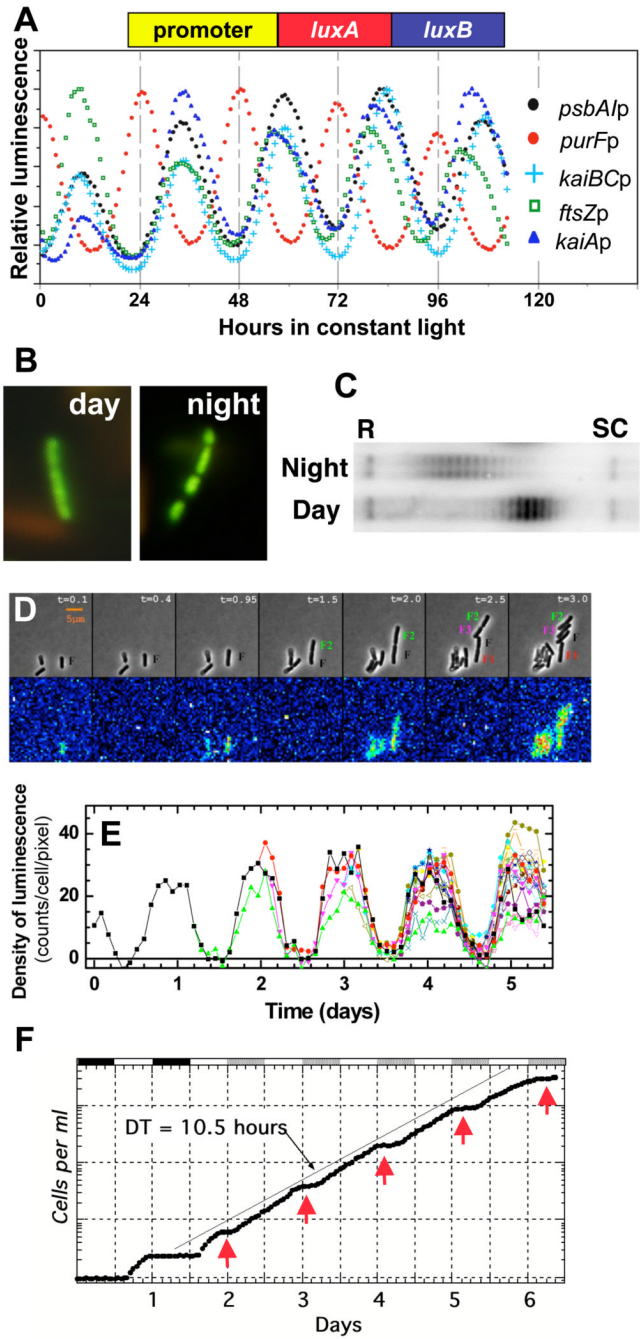 A
promoter luxA luxB
Relative luminescence
psbAIp
purFp
kaiBCp
ftsZp
kaiAp
0 24 48 72 96 120
Hours in constant light
B
day night
C
R SC
Night
Day
D
t=0.1 t=0.4 t=0.95 t=1.5 t=2.0 t=2.5 t=3.0
5µm
F F F F2 F F2 F F2 F3 F F1 F2 F
E
Density of luminescence
(counts/cell/pixel)
40
20
0
0 1 2 3 4 5
Time (days)
F
DT = 10.5 hours
Cells per ml
1 2 3 4 5 6
Days